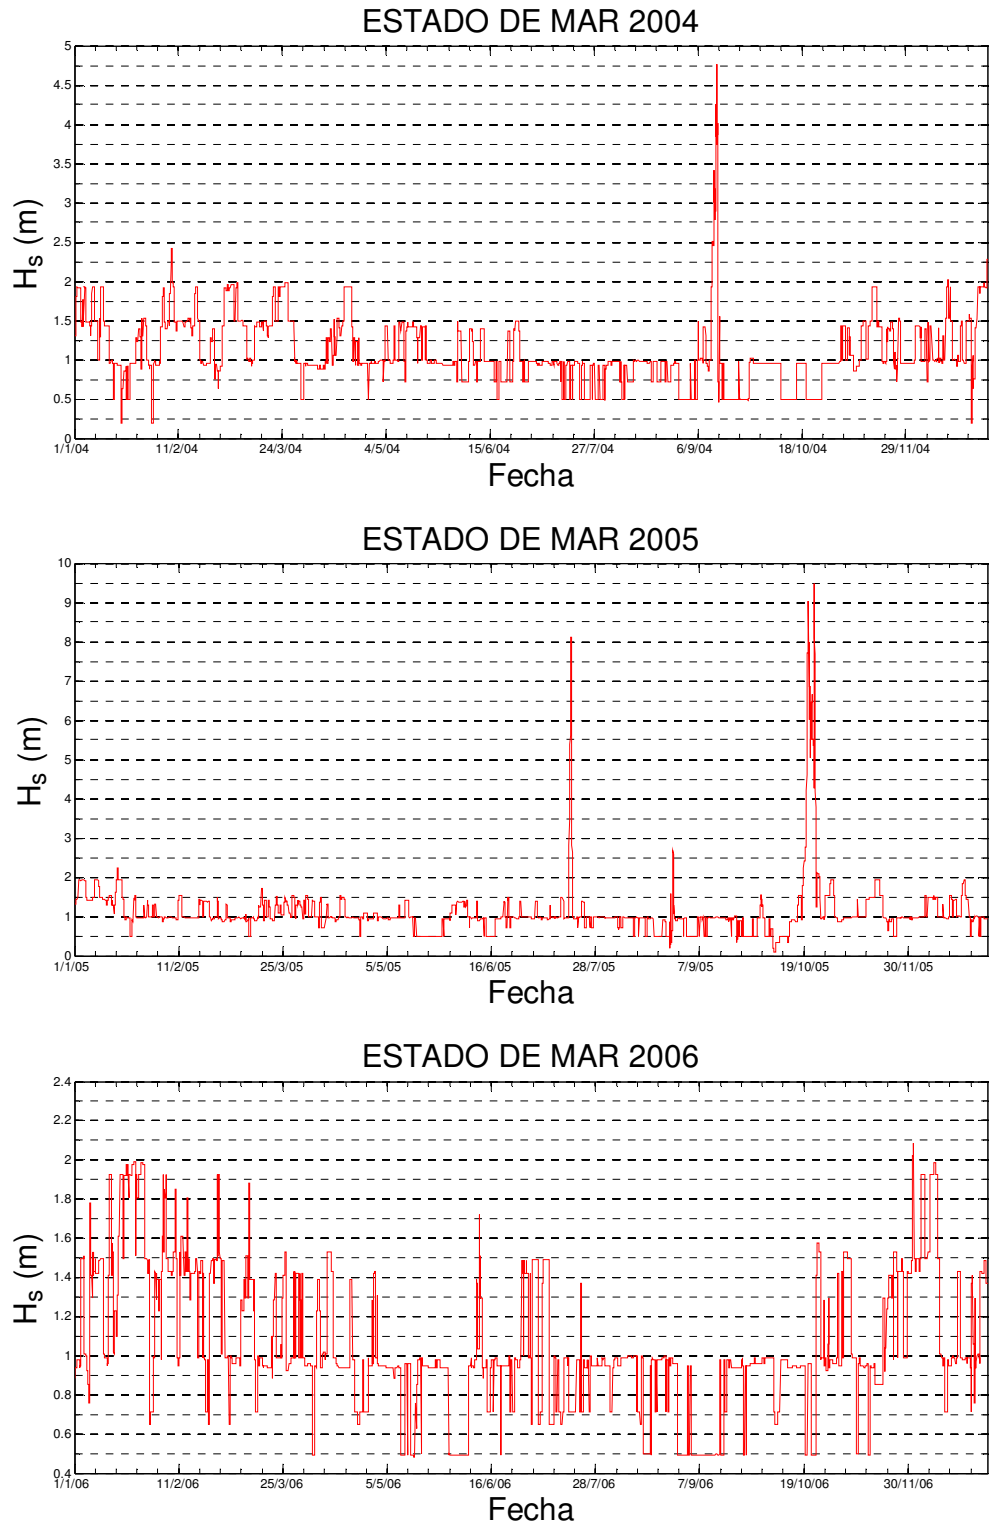 ESTADO DE MAR 2004
5
4.5
4
3.5
3
2.5
2
1.5
1
0.5
0
H_s (m)
1/1/04 11/2/04 24/3/04 4/5/04 15/6/04 27/7/04 6/9/04 18/10/04 29/11/04
Fecha
ESTADO DE MAR 2005
10
9
8
7
6
5
4
3
2
1
0
H_s (m)
1/1/05 11/2/05 25/3/05 5/5/05 16/6/05 28/7/05 7/9/05 19/10/05 30/11/05
Fecha
ESTADO DE MAR 2006
2.4
2.2
2
1.8
1.6
1.4
1.2
1
0.8
0.6
0.4
H_s (m)
1/1/06 11/2/06 25/3/06 5/5/06 16/6/06 28/7/06 7/9/06 19/10/06 30/11/06
Fecha